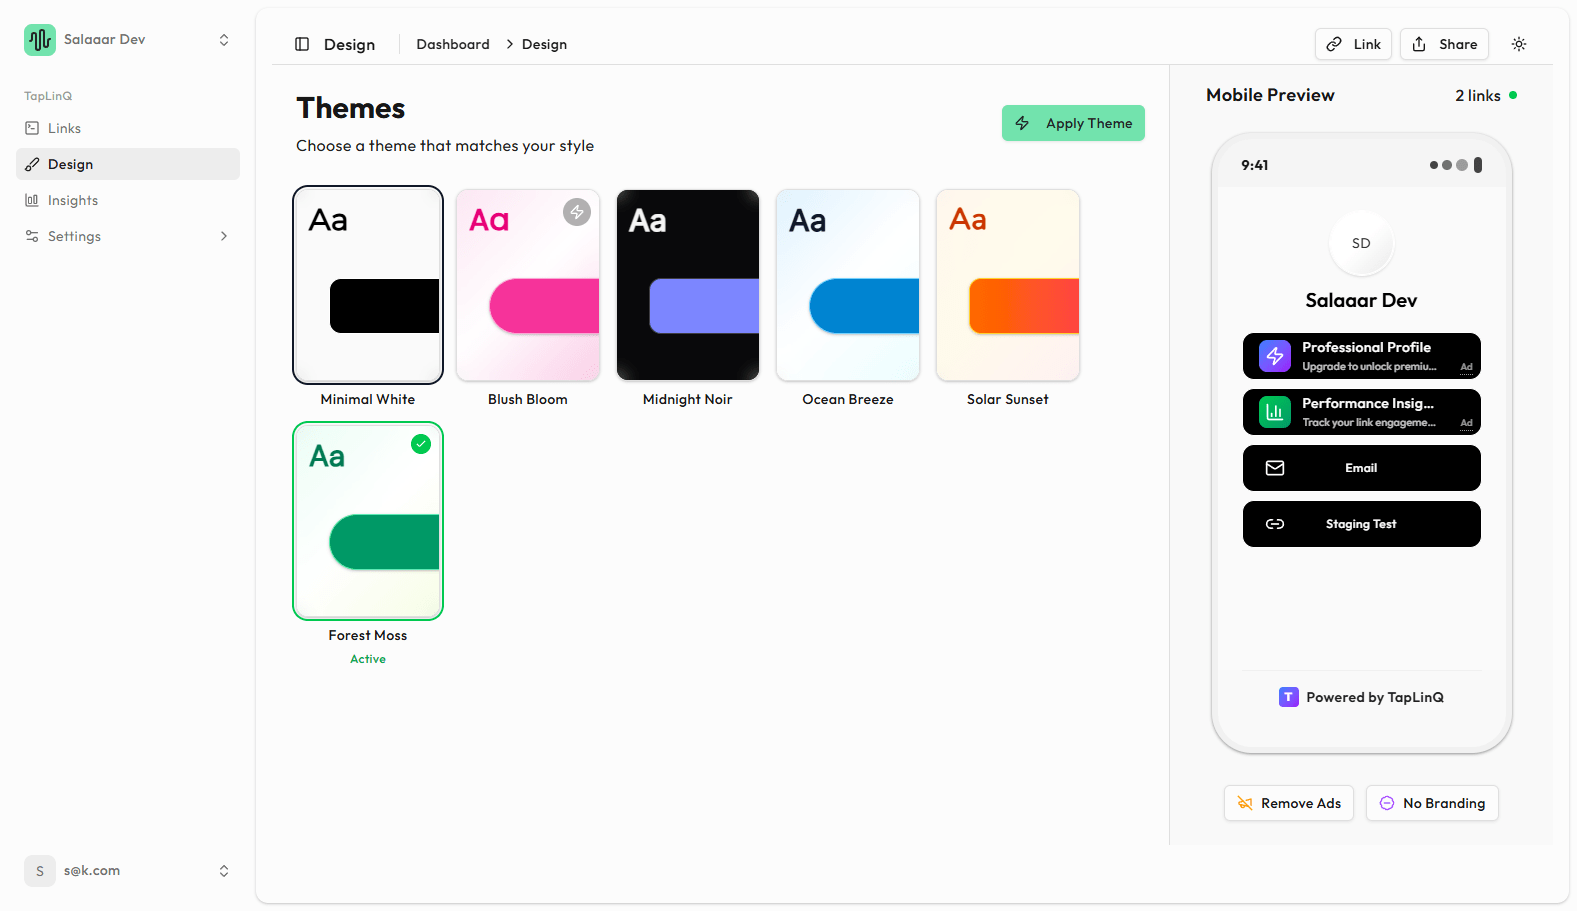 Salaaar Dev
TapLinQ
Links
Design
Insights
Settings
S
s@k.com
Design
Dashboard
Design
Link
Share
Themes
Choose a theme that matches your style
Apply Theme
Aa
Minimal White
Aa
Blush Bloom
Aa
Midnight Noir
Aa
Ocean Breeze
Aa
Solar Sunset
Aa
Forest Moss
Active
Mobile Preview
2 links
9:41
SD
Salaaar Dev
Professional Profile
Upgrade to unlock premiu...
Ad
Performance Insig...
Track your link engageme...
Ad
Email
Staging Test
T
Powered by TapLinQ
Remove Ads
No Branding